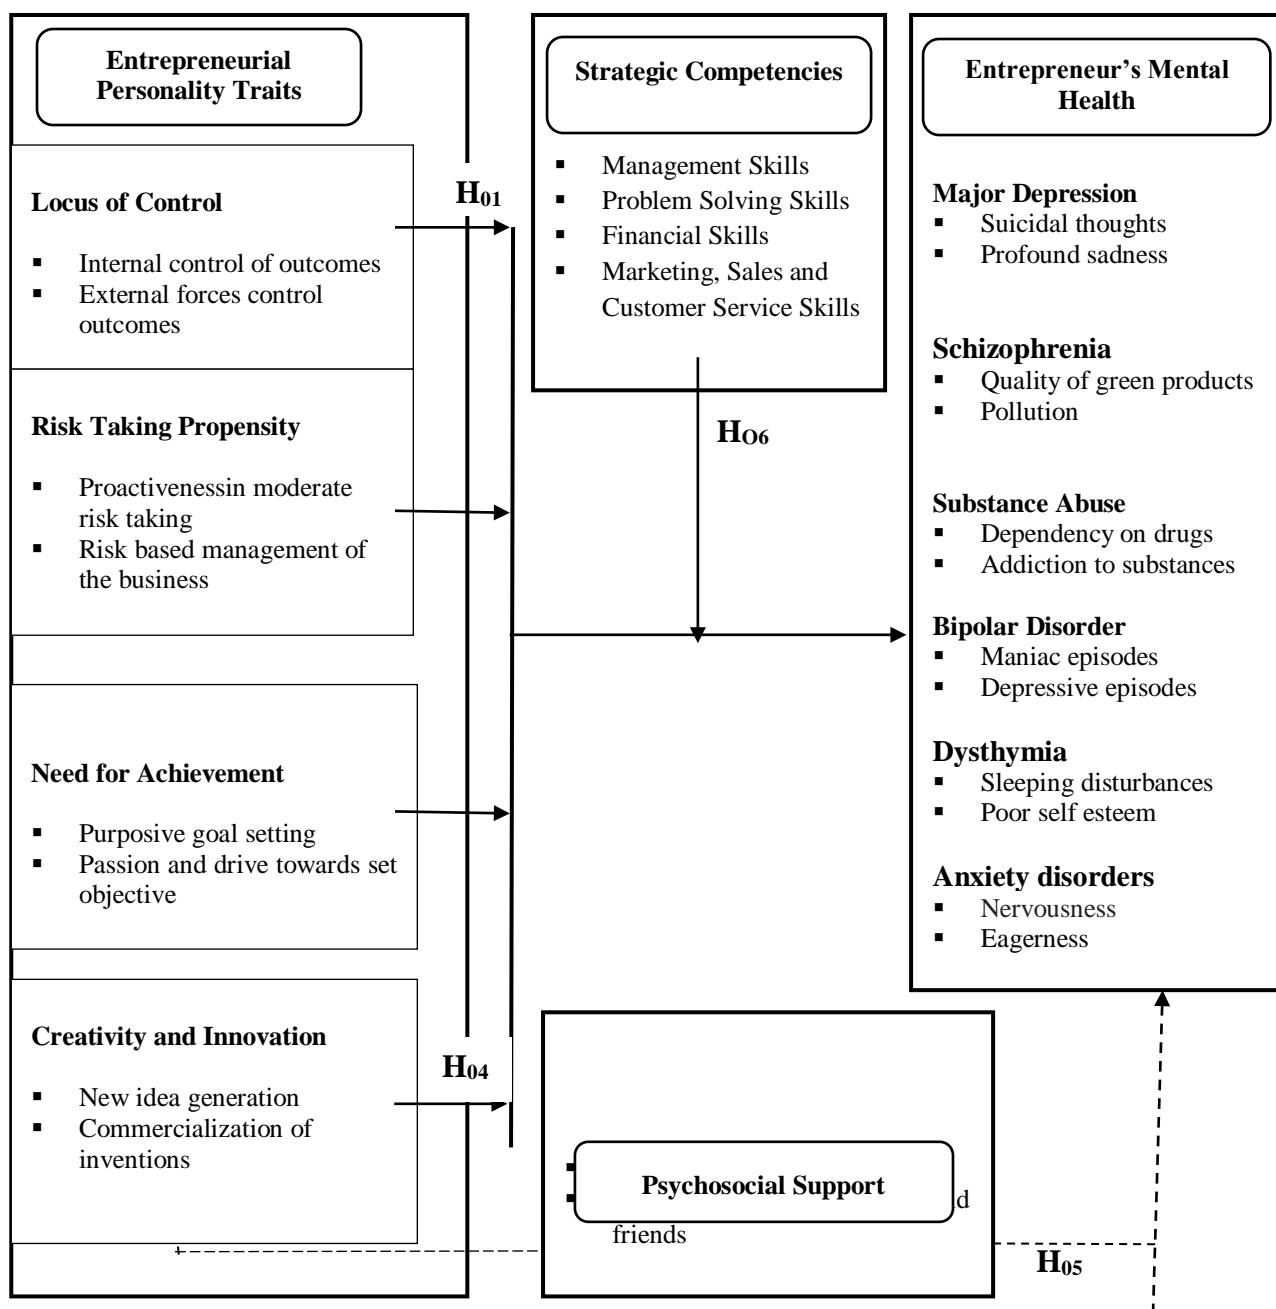 Entrepreneurial
Personality Traits
Locus of Control
▪ Internal control of outcomes
▪ External forces control
outcomes
Risk Taking Propensity
▪ Proactivenessin moderate
risk taking
▪ Risk based management of
the business
Need for Achievement
▪ Purposive goal setting
▪ Passion and drive towards set
objective
Creativity and Innovation
▪ New idea generation
▪ Commercialization of
inventions
H01
H04
Strategic Competencies
▪ Management Skills
▪ Problem Solving Skills
▪ Financial Skills
▪ Marketing, Sales and
Customer Service Skills
HO6
Psychosocial Support
friends
H05
Entrepreneur’s Mental
Health
Major Depression
▪ Suicidal thoughts
▪ Profound sadness
Schizophrenia
▪ Quality of green products
▪ Pollution
Substance Abuse
▪ Dependency on drugs
▪ Addiction to substances
Bipolar Disorder
▪ Maniac episodes
▪ Depressive episodes
Dysthymia
▪ Sleeping disturbances
▪ Poor self esteem
Anxiety disorders
▪ Nervousness
▪ Eagerness